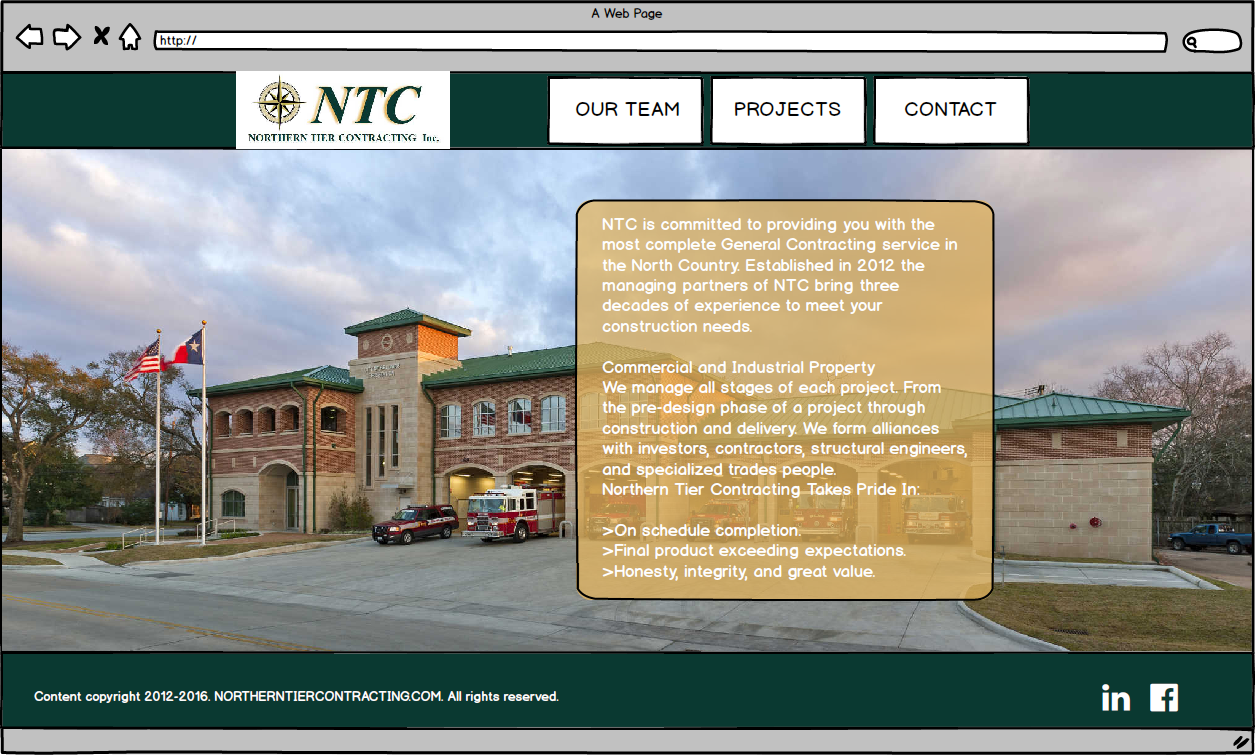 A Web Page
http://
NTC
NORTHERN TIER CONTRACTING Inc.
OUR TEAM
PROJECTS
CONTACT
NTC is committed to providing you with the
most complete General Contracting service in
the North Country. Established in 2012 the
managing partners of NTC bring three
decades of experience to meet your
construction needs.
Commercial and Industrial Property
We manage all stages of each project. From
the pre-design phase of a project through
construction and delivery. We form alliances
with investors, contractors, structural engineers,
and specialized trades people.
Northern Tier Contracting Takes Pride In:
>On schedule completion.
>Final product exceeding expectations.
>Honesty, integrity, and great value.
Content copyright 2012-2016. NORTHERNTIERCONTRACTING.COM. All rights reserved.
in f